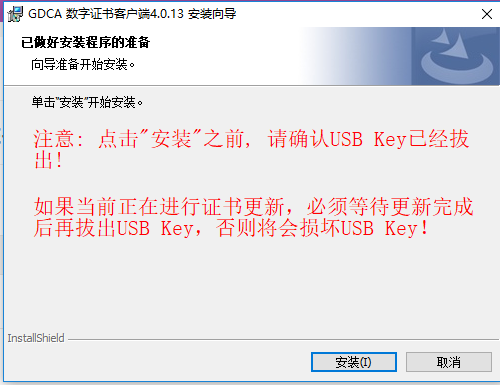 GDCA 数字证书客户端4.0.13 安装向导
已做好安装程序的准备
向导准备开始安装。
单击"安装"开始安装。
注意: 点击"安装"之前, 请确认USB Key已经拔
出!
如果当前正在进行证书更新，必须等待更新完成
后再拔出USB Key，否则将会损坏USB Key!
InstallShield
安装(I)
取消